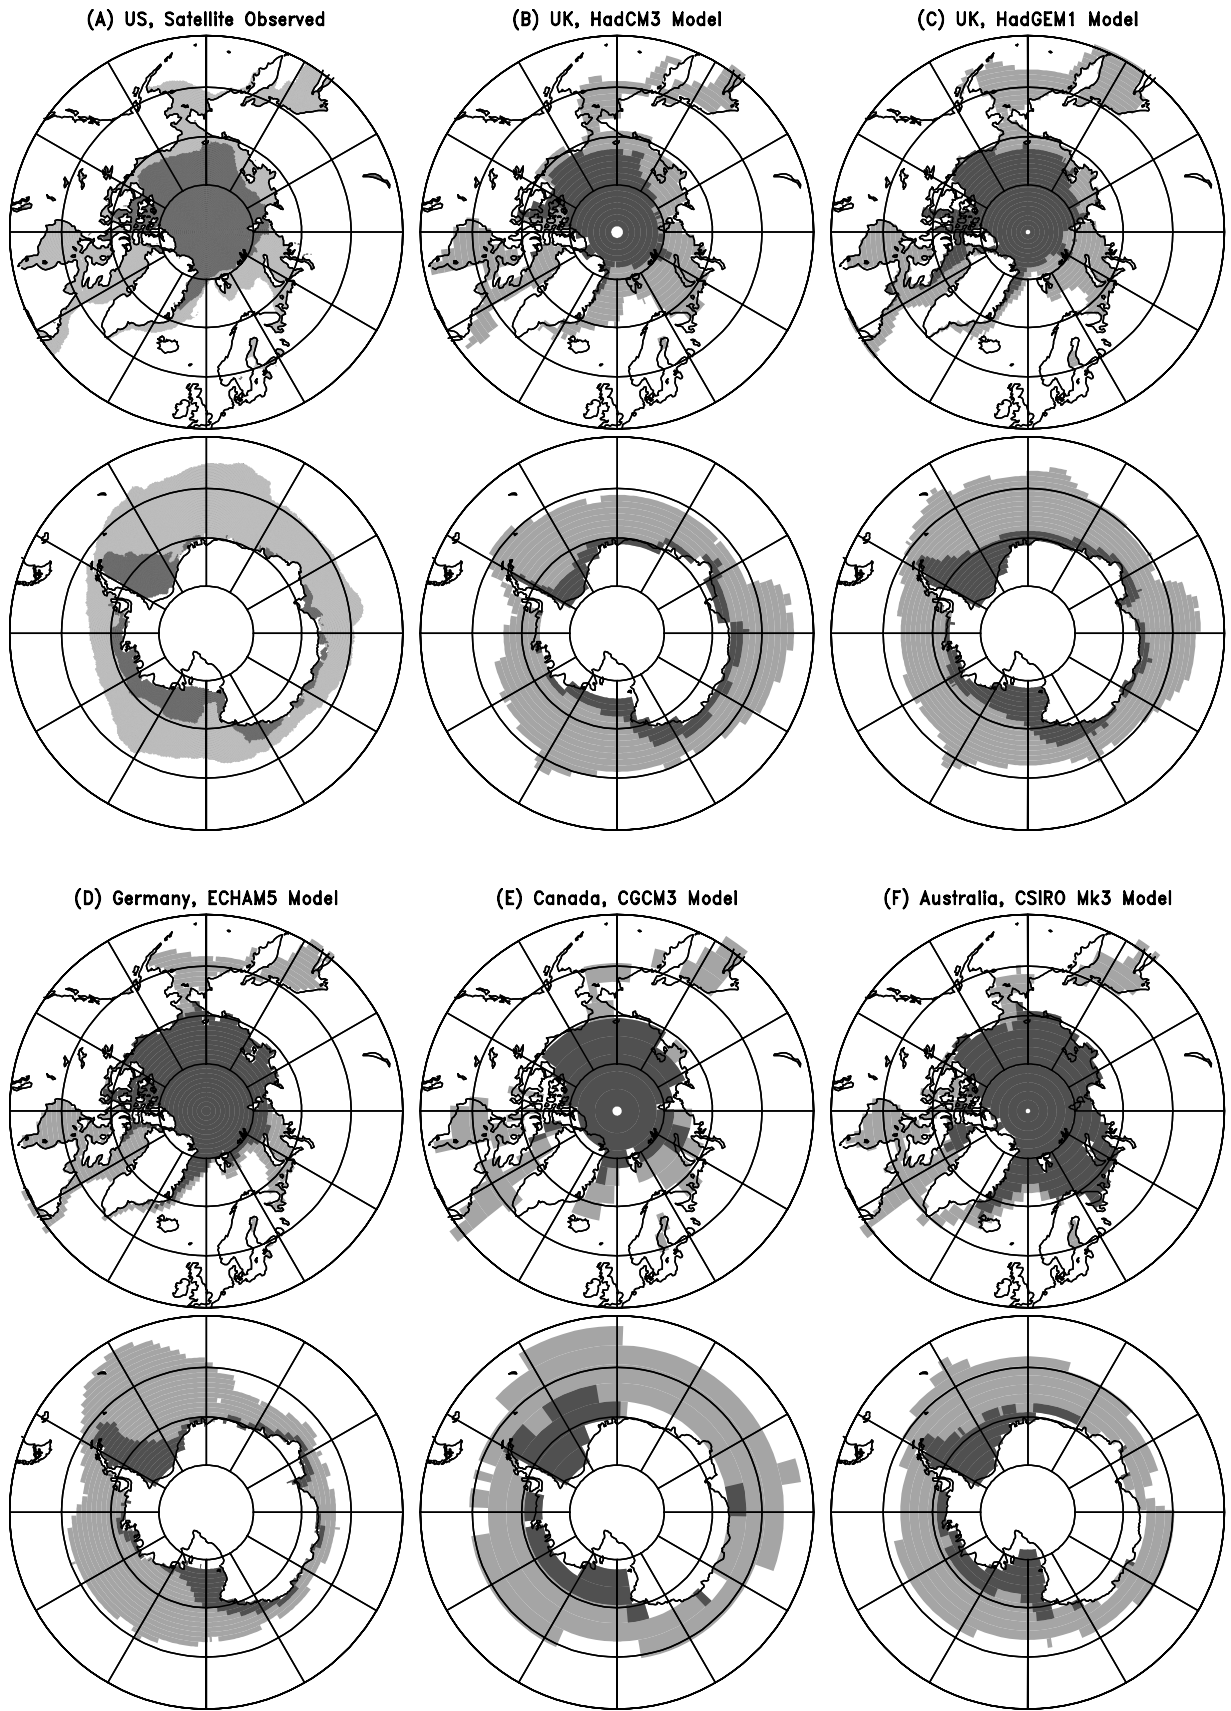 (A) US, Satellite Observed
(B) UK, HadCM3 Model
(C) UK, HadGEM1 Model
(D) Germany, ECHAM5 Model
(E) Canada, CGCM3 Model
(F) Australia, CSIRO Mk3 Model